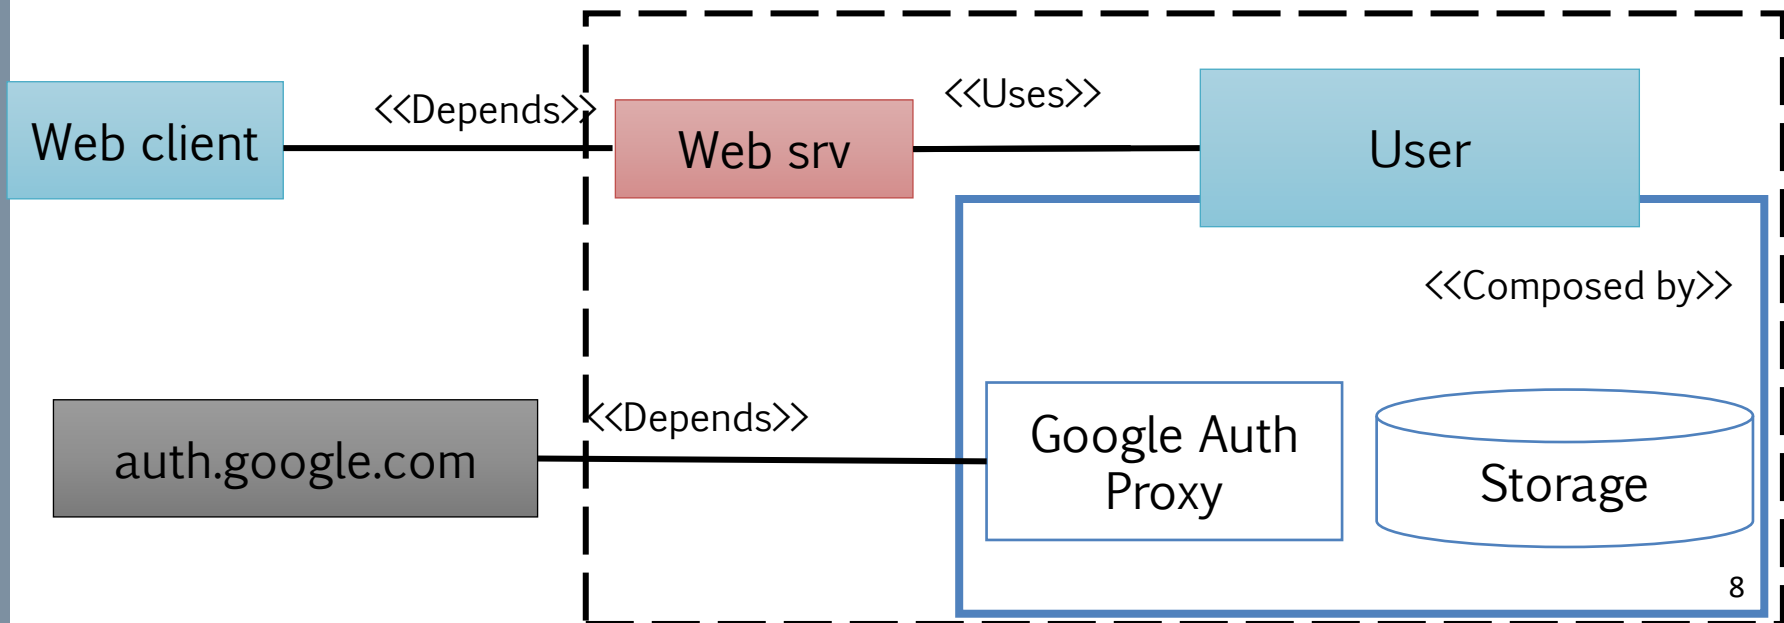 <<Depends>>
<<Uses>>
Web client
Web srv
User
<<Composed by>>
<<Depends>>
auth.google.com
Google Auth
Proxy
Storage
8